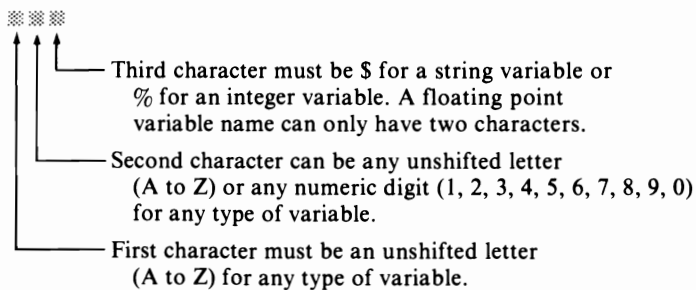 Third character must be $ for a string variable or
% for an integer variable. A floating point
variable name can only have two characters.
Second character can be any unshifted letter
(A to Z) or any numeric digit (1, 2, 3, 4, 5, 6, 7, 8, 9, 0)
for any type of variable.
First character must be an unshifted letter
(A to Z) for any type of variable.